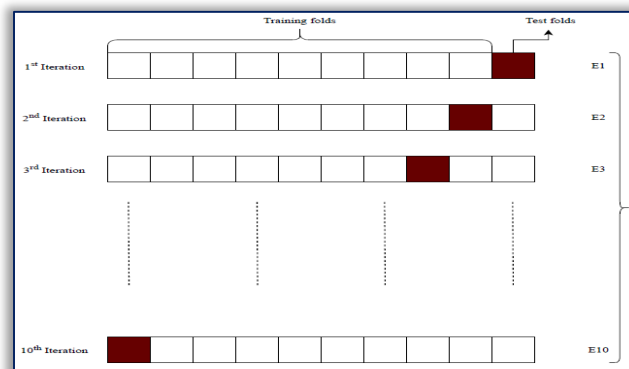 Training folds
Test folds
1st Iteration
E1
2nd Iteration
E2
3rd Iteration
E3
10th Iteration
E10